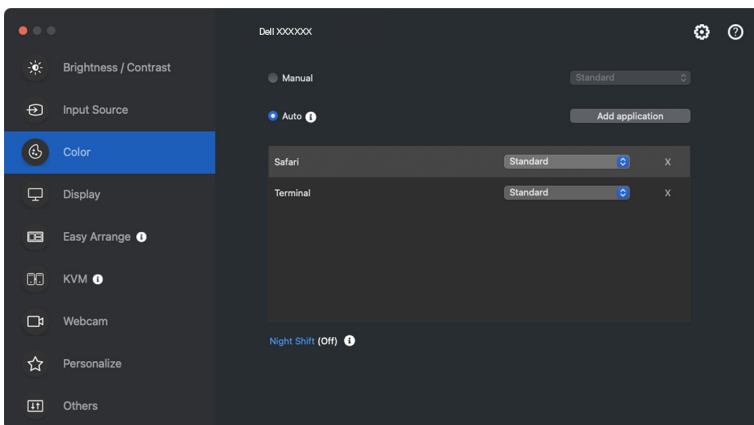 Dell XXXXXX
Brightness / Contrast
Input Source
Color
Display
Easy Arrange
KVM
Webcam
Personalize
Others
Manual
Standard
Auto
Add application
Safari
Standard
X
Terminal
Standard
X
Night Shift (Off)